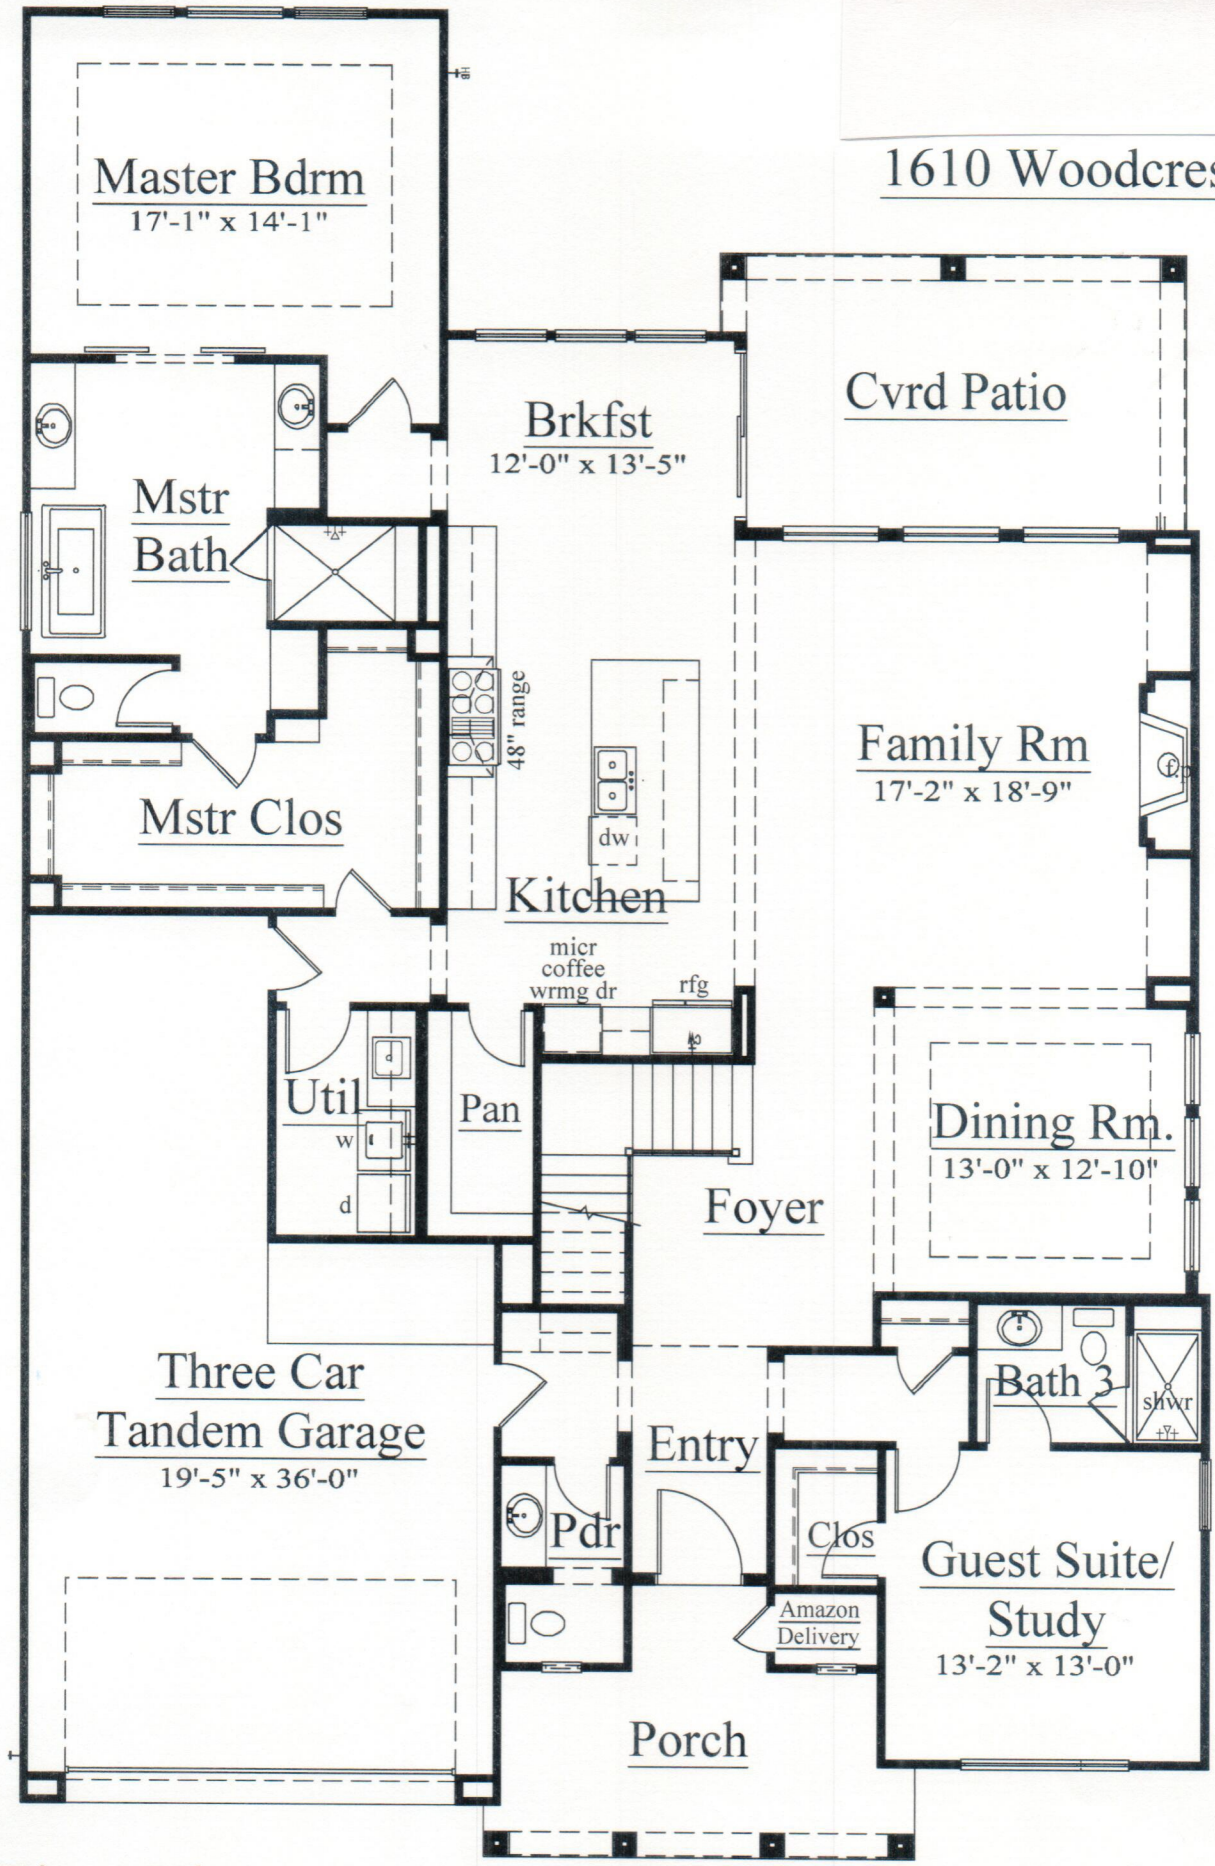 HB
Master Bdrm
17'-1" x 14'-1"
1610 Woodcres
Cvrd Patio
Brkfst
12'-0" x 13'-5"
Mstr
Bath
48" range
Family Rm
17'-2" x 18'-9"
f.p
Mstr Clos
dw
Kitchen
micr
coffee
wrmg dr
rfg
Util
w
d
Pan
Dining Rm.
13'-0" x 12'-10"
Foyer
Three Car
Tandem Garage
19'-5" x 36'-0"
Bath 3
shwr
Entry
Pdr
Clos
Guest Suite/
Study
13'-2" x 13'-0"
Amazon
Delivery
Porch